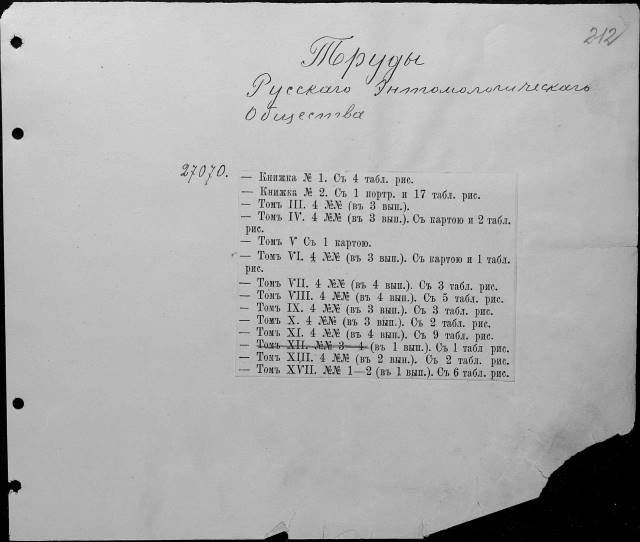 212
Труды
Русскаго Энтомологическаго
Общества
27070.
— Книжка № 1. Съ 4 табл. рис.
— Книжка № 2. Съ 1 портр. и 17 табл. рис.
— Томъ III. 4 №№ (въ 3 вып.).
— Томъ IV. 4 №№ (въ 3 вып.). Съ картою и 2 табл.
рис.
— Томъ V Съ 1 картою.
— Томъ VI. 4 №№ (въ 3 вып.). Съ картою и 1 табл.
рис.
— Томъ VII. 4 №№ (въ 4 вып.). Съ 3 табл. рис.
— Томъ VIII. 4 №№ (въ 4 вып.). Съ 5 табл. рис.
— Томъ IX. 4 №№ (въ 3 вып.). Съ 3 табл. рис.
— Томъ X. 4 №№ (въ 3 вып.). Съ 2 табл. рис.
— Томъ XI. 4 №№ (въ 4 вып.). Съ 9 табл. рис.
— Томъ XII. №№ 3—4 (въ 1 вып.). Съ 1 табл рис.
— Томъ XIII. 4 №№ (въ 2 вып.). Съ 2 табл. рис.
— Томъ XVII. №№ 1—2 (въ 1 вып.). Съ 6 табл. рис.